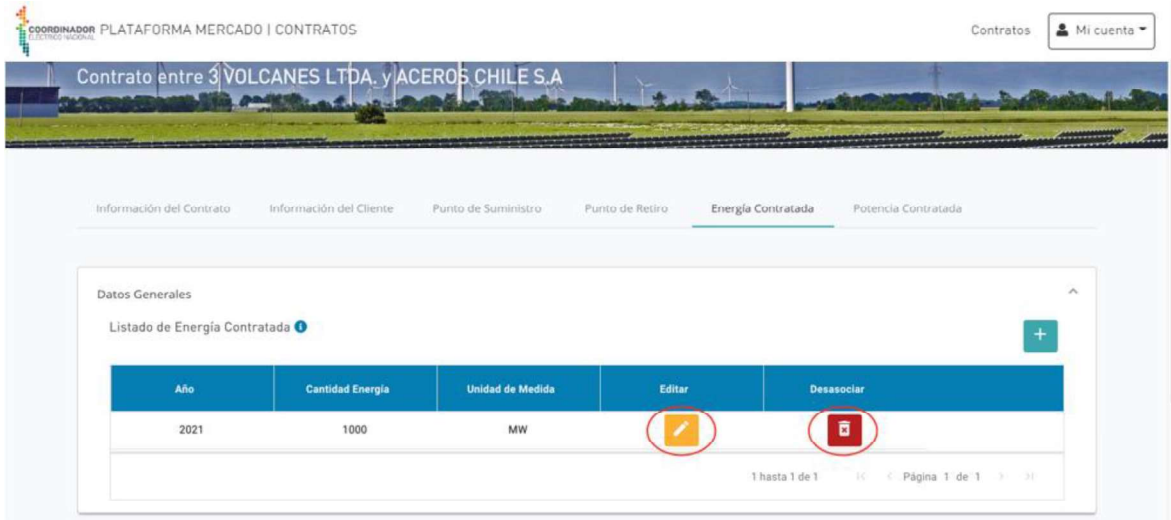 COORDINADOR
ELÉCTRICO NACIONAL
PLATAFORMA MERCADO | CONTRATOS
Contratos
Mi cuenta
Contrato entre 3 VOLCANES LTDA. y ACEROS CHILE S.A
Información del Contrato Información del Cliente Punto de Suministro Punto de Retiro Energía Contratada Potencia Contratada
Datos Generales
Listado de Energía Contratada
+
Año Cantidad Energía Unidad de Medida Editar Desasociar
2021 1000 MW
1 hasta 1 de 1 Página 1 de 1